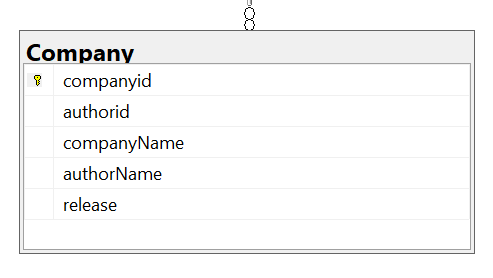 Company
companyid
authorid
companyName
authorName
release